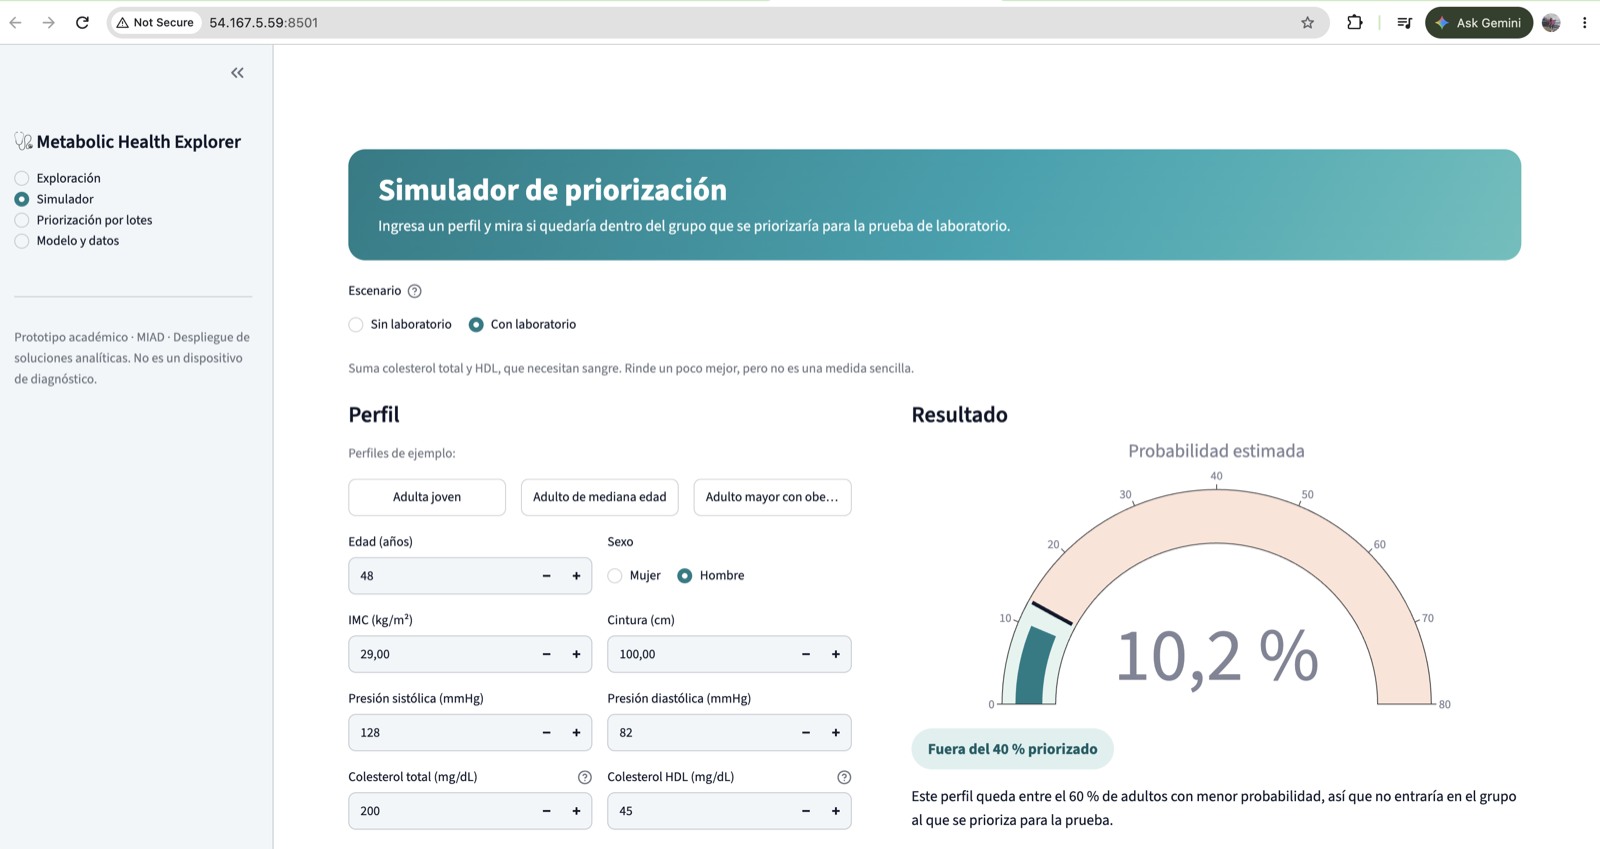 Not Secure
54.167.5.59:8501
Ask Gemini
Metabolic Health Explorer
Exploración
Simulador
Priorización por lotes
Modelo y datos
Prototipo académico · MIAD · Despliegue de
soluciones analíticas. No es un dispositivo
de diagnóstico.
Simulador de priorización
Ingresa un perfil y mira si quedaría dentro del grupo que se priorizaría para la prueba de laboratorio.
Escenario ?
Sin laboratorio Con laboratorio
Suma colesterol total y HDL, que necesitan sangre. Rinde un poco mejor, pero no es una medida sencilla.
Perfil
Perfiles de ejemplo:
Adulta joven
Adulto de mediana edad
Adulto mayor con obe…
Edad (años)
48 − +
Sexo
Mujer Hombre
IMC (kg/m²)
29,00 − +
Cintura (cm)
100,00 − +
Presión sistólica (mmHg)
128 − +
Presión diastólica (mmHg)
82 − +
Colesterol total (mg/dL) ?
200 − +
Colesterol HDL (mg/dL) ?
45 − +
Resultado
Probabilidad estimada
0
10
20
30
40
50
60
70
80
10,2 %
Fuera del 40 % priorizado
Este perfil queda entre el 60 % de adultos con menor probabilidad, así que no entraría en el grupo
al que se prioriza para la prueba.